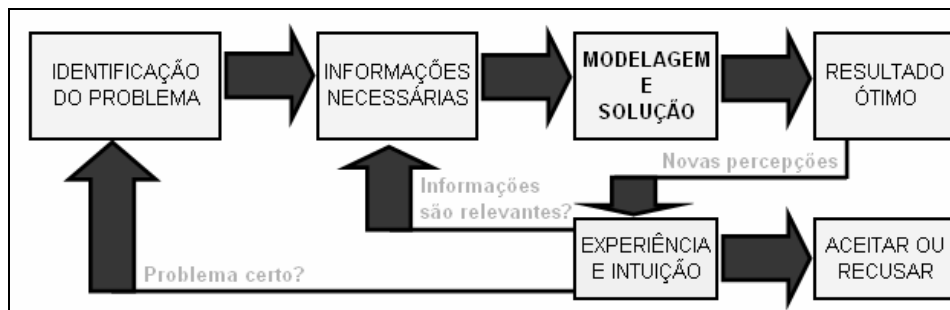 IDENTIFICAÇÃO
DO PROBLEMA
INFORMAÇÕES
NECESSÁRIAS
MODELAGEM
E
SOLUÇÃO
RESULTADO
ÓTIMO
Novas percepções
Informações
são relevantes?
EXPERIÊNCIA
E INTUIÇÃO
ACEITAR OU
RECUSAR
Problema certo?